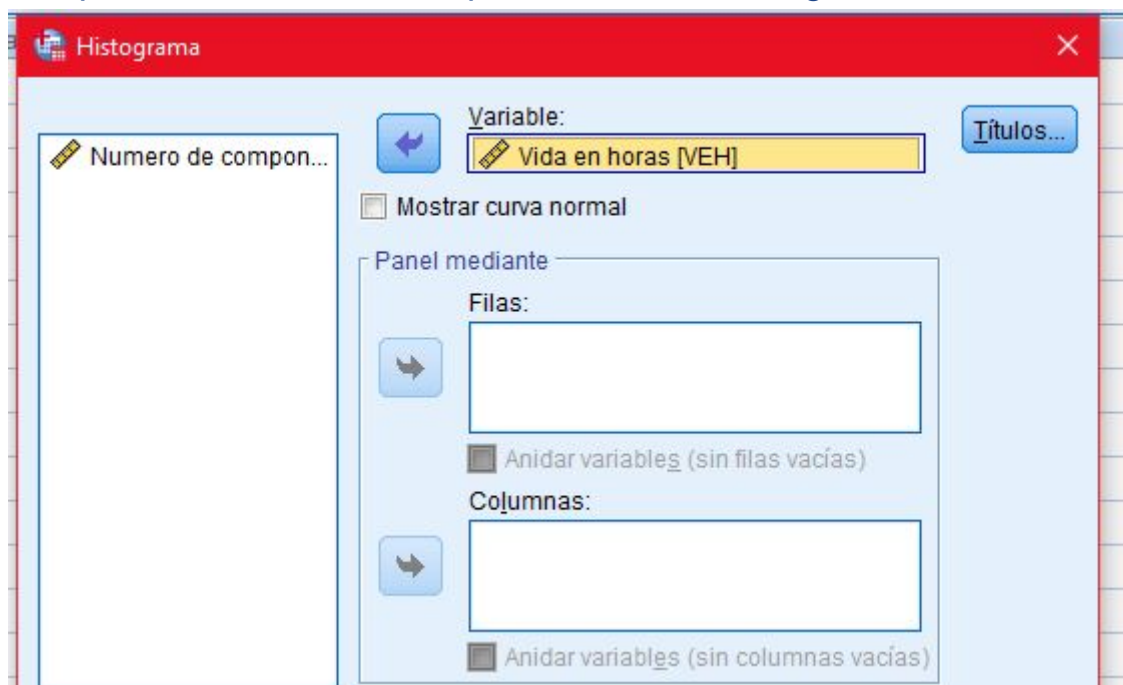 Histograma
Variable:
Títulos...
Numero de compon...
Vida en horas [VEH]
Mostrar curva normal
Panel mediante
Filas:
Anidar variables (sin filas vacías)
Columnas:
Anidar variables (sin columnas vacías)